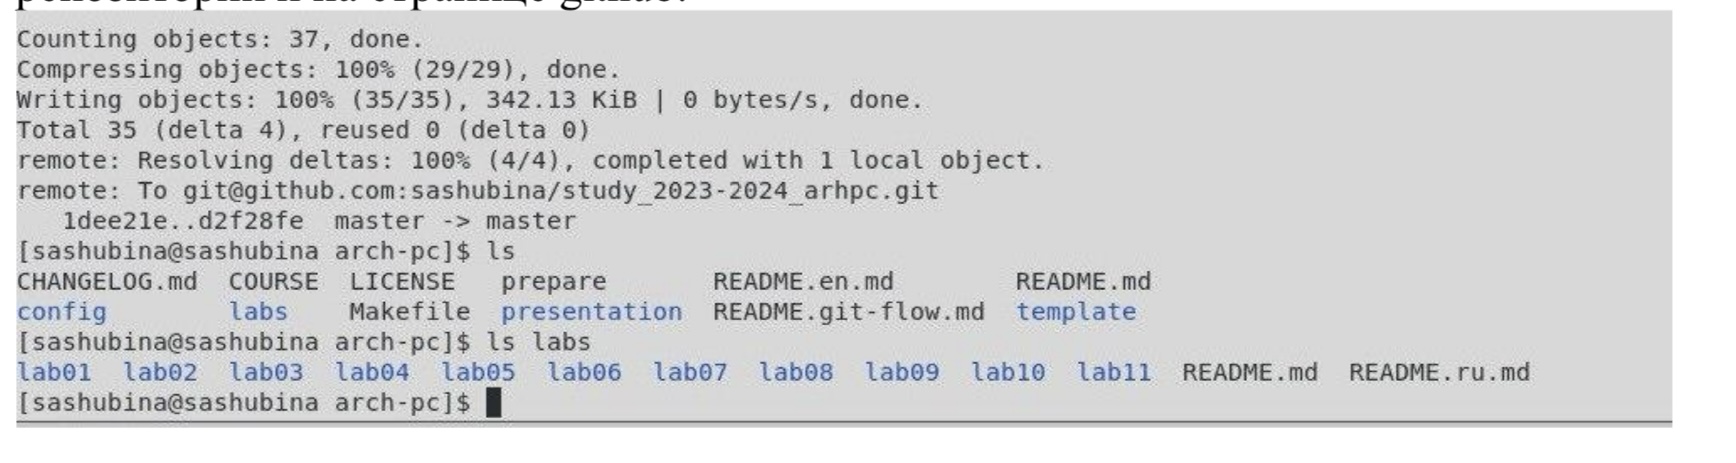 репозитории и на странице github.
Counting objects: 37, done.
Compressing objects: 100% (29/29), done.
Writing objects: 100% (35/35), 342.13 KiB | 0 bytes/s, done.
Total 35 (delta 4), reused 0 (delta 0)
remote: Resolving deltas: 100% (4/4), completed with 1 local object.
remote: To git@github.com:sashubina/study_2023-2024_arhpc.git
   1dee21e..d2f28fe  master -> master
[sashubina@sashubina arch-pc]$ ls
CHANGELOG.md  COURSE  LICENSE   prepare       README.en.md        README.md
config        labs    Makefile  presentation  README.git-flow.md  template
[sashubina@sashubina arch-pc]$ ls labs
lab01  lab02  lab03  lab04  lab05  lab06  lab07  lab08  lab09  lab10  lab11  README.md  README.ru.md
[sashubina@sashubina arch-pc]$